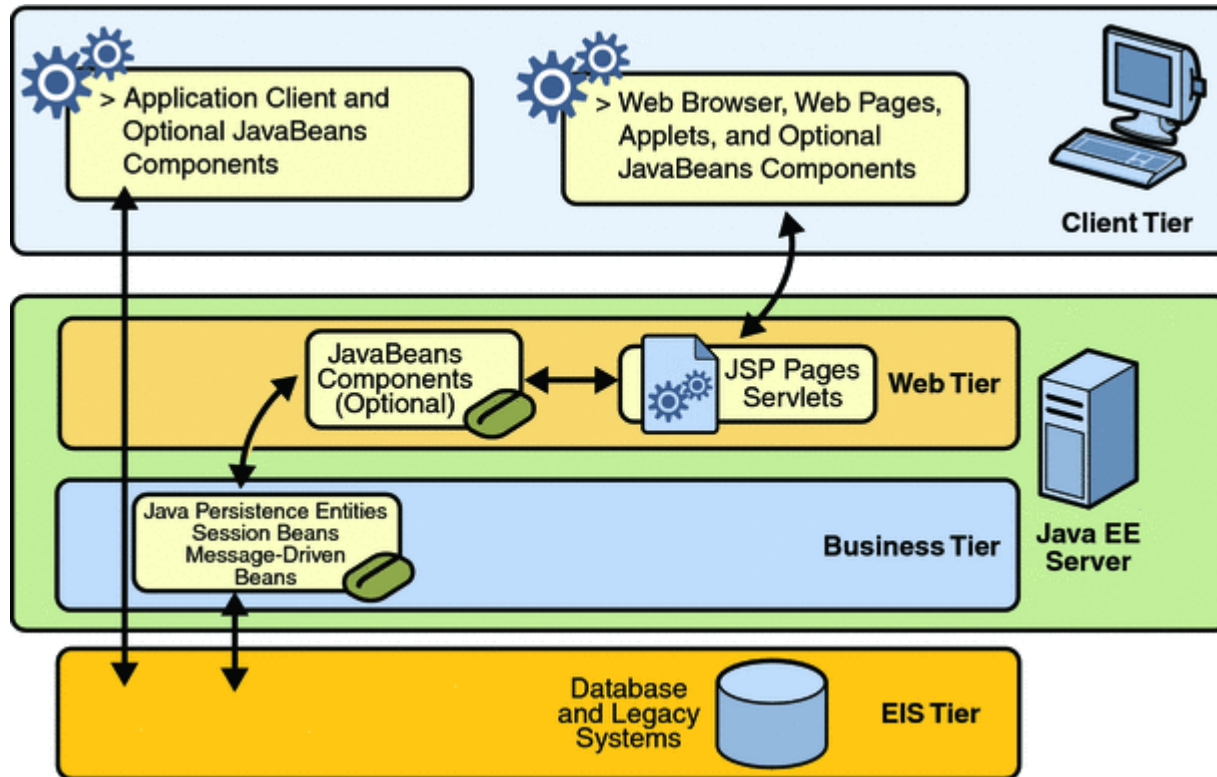 > Application Client and
Optional JavaBeans
Components
> Web Browser, Web Pages,
Applets, and Optional
JavaBeans Components
Client Tier
JavaBeans
Components
(Optional)
JSP Pages
Servlets
Web Tier
Java Persistence Entities
Session Beans
Message-Driven
Beans
Business Tier
Java EE
Server
Database
and Legacy
Systems
EIS Tier